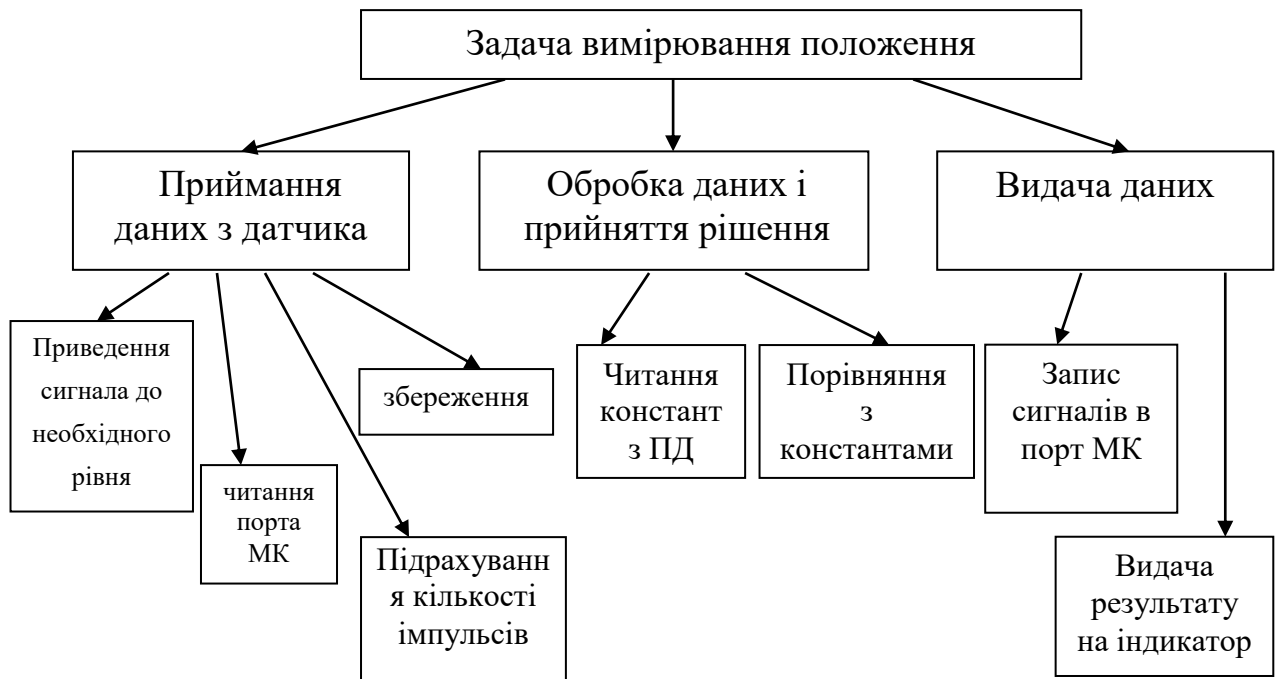 Задача вимірювання положення
Приймання
даних з датчика
Обробка даних і
прийняття рішення
Видача даних
Приведення
сигнала до
необхідного
рівня
читання
порта
МК
Підрахуванн
я кількості
імпульсів
збереження
Читання
констант
з ПД
Порівняння
з
константами
Запис
сигналів в
порт МК
Видача
результату
на індикатор